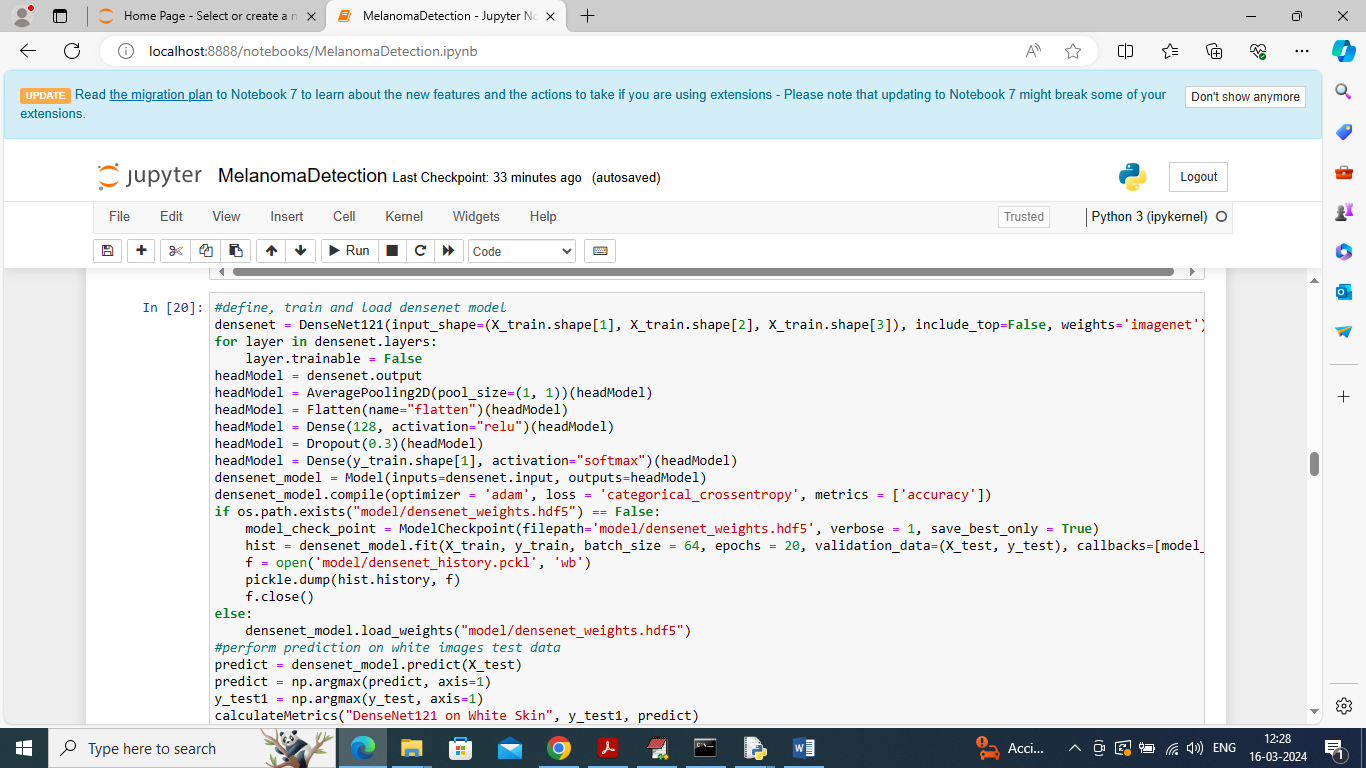 Home Page - Select or create a n
MelanomaDetection - Jupyter No
localhost:8888/notebooks/MelanomaDetection.ipynb
UPDATE Read the migration plan to Notebook 7 to learn about the new features and the actions to take if you are using extensions - Please note that updating to Notebook 7 might break some of your
extensions.
Don't show anymore
jupyter MelanomaDetection Last Checkpoint: 33 minutes ago (autosaved)
Logout
File Edit View Insert Cell Kernel Widgets Help
Trusted
Python 3 (ipykernel)
Run
Code
In [20]:
#define, train and load densenet model
densenet = DenseNet121(input_shape=(X_train.shape[1], X_train.shape[2], X_train.shape[3]), include_top=False, weights='imagenet')
for layer in densenet.layers:
    layer.trainable = False
headModel = densenet.output
headModel = AveragePooling2D(pool_size=(1, 1))(headModel)
headModel = Flatten(name="flatten")(headModel)
headModel = Dense(128, activation="relu")(headModel)
headModel = Dropout(0.3)(headModel)
headModel = Dense(y_train.shape[1], activation="softmax")(headModel)
densenet_model = Model(inputs=densenet.input, outputs=headModel)
densenet_model.compile(optimizer = 'adam', loss = 'categorical_crossentropy', metrics = ['accuracy'])
if os.path.exists("model/densenet_weights.hdf5") == False:
    model_check_point = ModelCheckpoint(filepath='model/densenet_weights.hdf5', verbose = 1, save_best_only = True)
    hist = densenet_model.fit(X_train, y_train, batch_size = 64, epochs = 20, validation_data=(X_test, y_test), callbacks=[model_
    f = open('model/densenet_history.pckl', 'wb')
    pickle.dump(hist.history, f)
    f.close()
else:
    densenet_model.load_weights("model/densenet_weights.hdf5")
#perform prediction on white images test data
predict = densenet_model.predict(X_test)
predict = np.argmax(predict, axis=1)
y_test1 = np.argmax(y_test, axis=1)
calculateMetrics("DenseNet121 on White Skin", y_test1, predict)
Type here to search
Acci...
ENG
12:28
16-03-2024
1